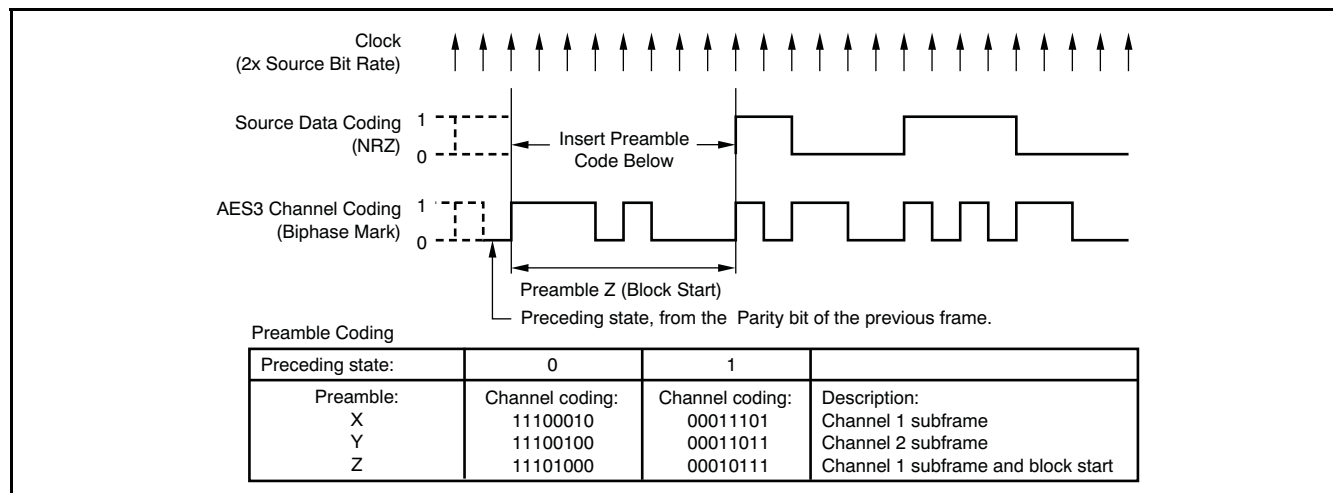 Clock
(2x Source Bit Rate)
Source Data Coding
(NRZ)
1
0
Insert Preamble
Code Below
AES3 Channel Coding
(Biphase Mark)
1
0
Preamble Z (Block Start)
Preceding state, from the Parity bit of the previous frame.
Preamble Coding
Preceding state: 0 1
Preamble: Channel coding: Channel coding: Description:
X 11100010 00011101 Channel 1 subframe
Y 11100100 00011011 Channel 2 subframe
Z 11101000 00010111 Channel 1 subframe and block start